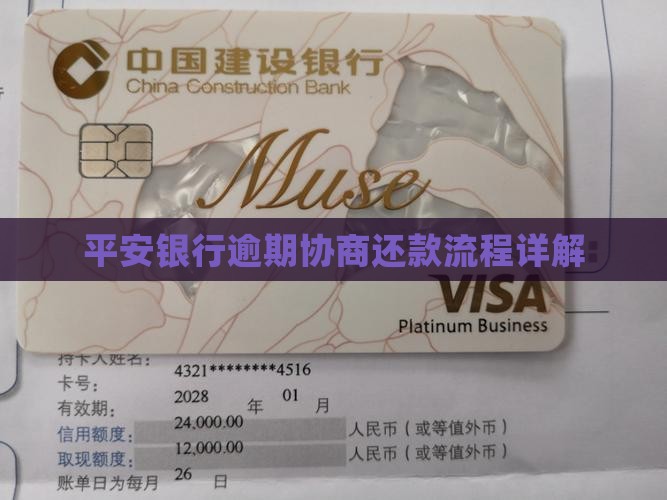 中国建设银行
China Construction Bank
Muse
平安银行逾期协商还款流程详解
VISA
Platinum Business
持卡人姓名：
卡号： 4321********4516
有效期： 2028 年 01 月
信用额度： 24,000.00 人民币（或等值外币）
取现额度： 12,000.00 人民币（或等值外币）
账单日为每月 26 日